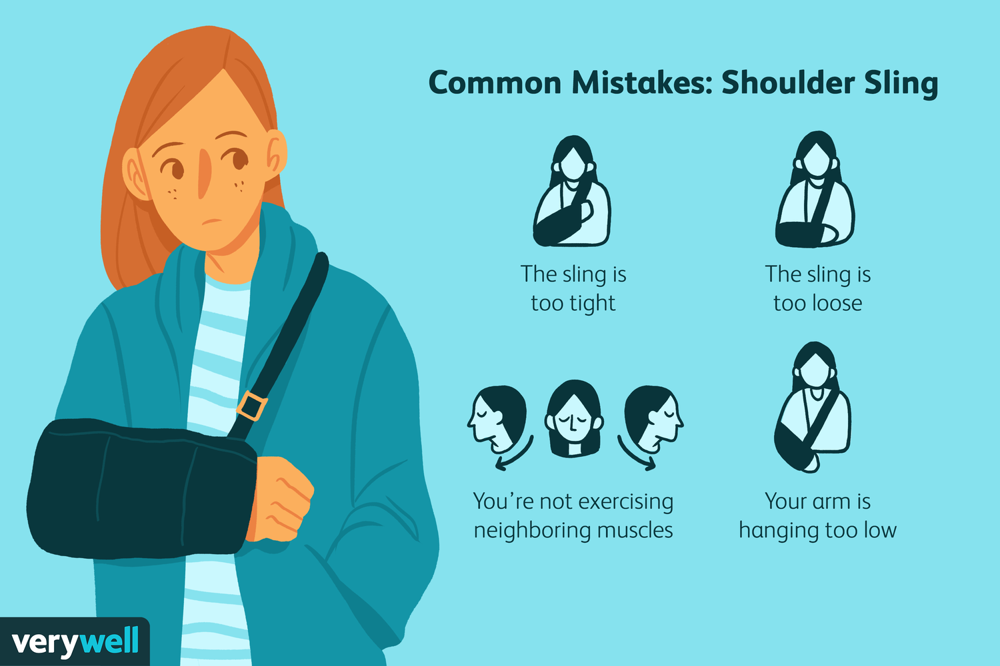 Common Mistakes: Shoulder Sling
The sling is
too tight
The sling is
too loose
You’re not exercising
neighboring muscles
Your arm is
hanging too low
verywell